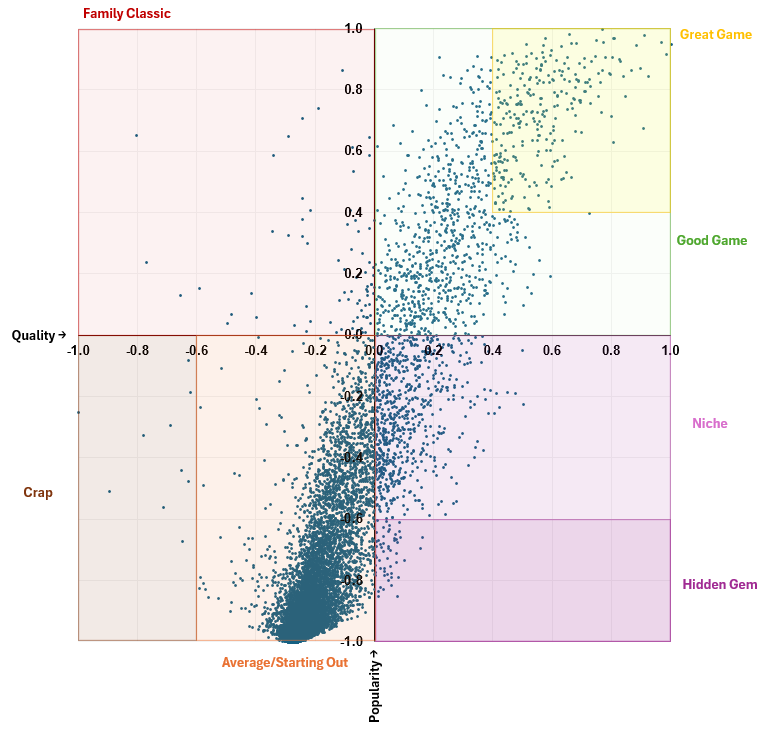 Family Classic
1.0
Great Game
0.8
0.6
0.4
Good Game
0.2
Quality →
0.0
-1.0 -0.8 -0.6 -0.4 -0.2 0.0 0.2 0.4 0.6 0.8 1.0
-0.2
Niche
-0.4
Crap
-0.6
-0.8
Hidden Gem
-1.0
Average/Starting Out
Popularity →